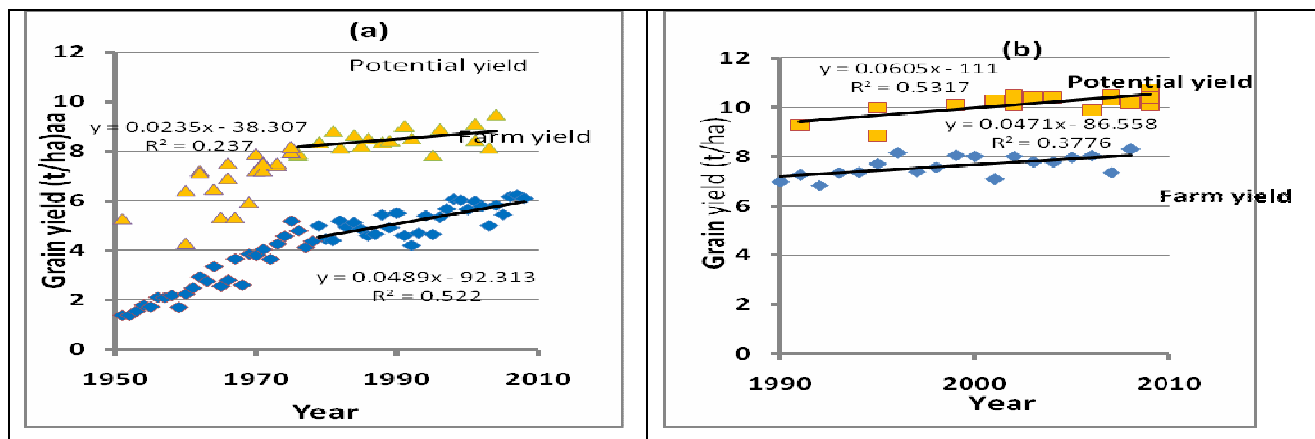 (a)
12
10
8
6
4
2
0
Grain yield (t/ha)aa
Potential yield
y = 0.0235x - 38.307
R² = 0.237
Farm yield
y = 0.0489x - 92.313
R² = 0.522
1950
1970
1990
2010
Year
(b)
12
10
8
6
4
2
0
Grain yield (t/ha)
y = 0.0605x - 111
R² = 0.5317
Potential yield
y = 0.0471x - 86.558
R² = 0.3776
Farm yield
1990
2000
2010
Year